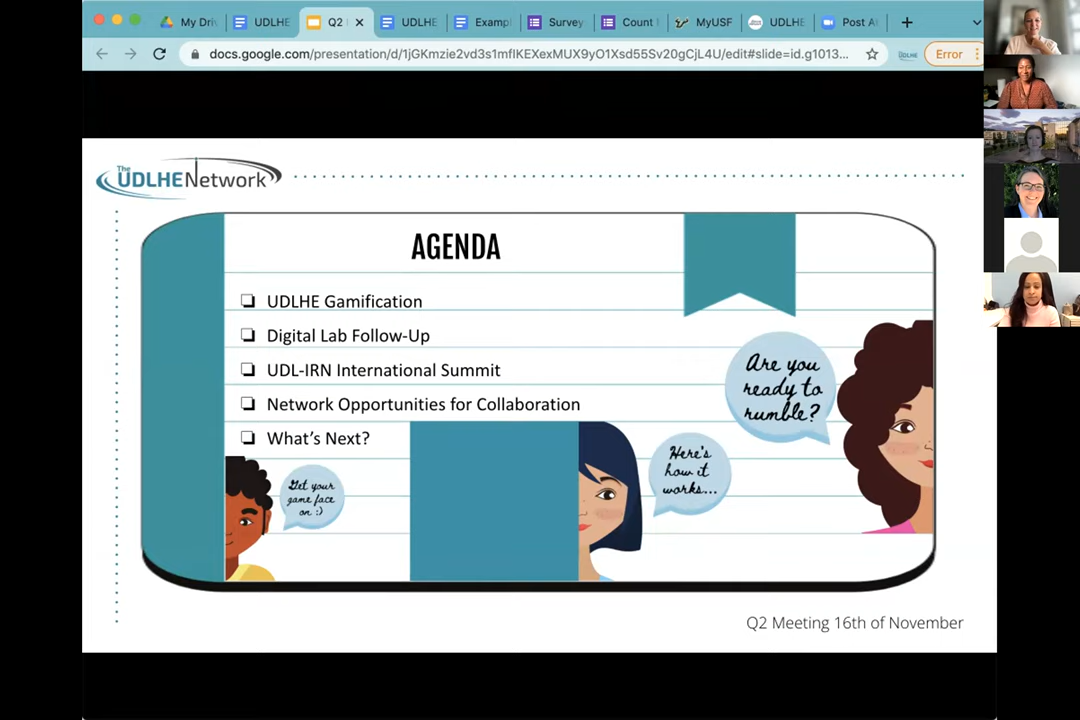 My Driv
UDLHE
Q2
UDLHE
Exampl
Survey
Count
MyUSF
UDLHE
Post A
docs.google.com/presentation/d/1jGKmzie2vd3s1mflKEXexMUX9yO1Xsd55Sv20gCjL4U/edit#slide=id.g1013...
UDLHE
Error
The
UDLHENetwork
AGENDA
❏ UDLHE Gamification
❏ Digital Lab Follow-Up
❏ UDL-IRN International Summit
❏ Network Opportunities for Collaboration
❏ What's Next?
Are you
ready to
rumble?
Here's
how it
works...
Get your
game face
on :)
Q2 Meeting 16th of November